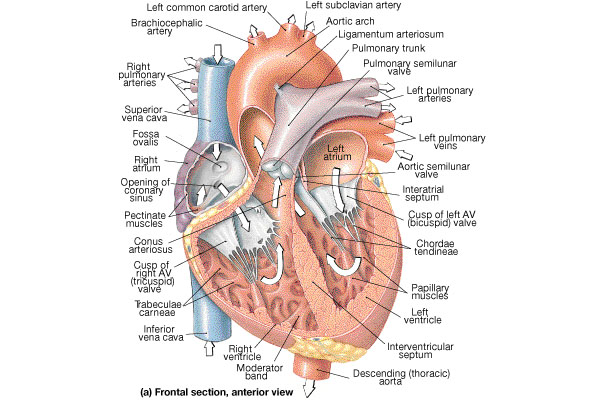 Left common carotid artery
Left subclavian artery
Brachiocephalic
artery
Aortic arch
Ligamentum arteriosum
Pulmonary trunk
Pulmonary semilunar
valve
Right
pulmonary
arteries
Left pulmonary
arteries
Superior
vena cava
Fossa
ovalis
Left pulmonary
veins
Left
atrium
Right
atrium
Aortic semilunar
valve
Opening of
coronary
sinus
Interatrial
septum
Pectinate
muscles
Cusp of left AV
(bicuspid) valve
Conus
arteriosus
Chordae
tendineae
Cusp of
right AV
(tricuspid)
valve
Papillary
muscles
Trabeculae
carneae
Left
ventricle
Inferior
vena cava
Right
ventricle
Interventricular
septum
Moderator
band
Descending (thoracic)
aorta
(a) Frontal section, anterior view